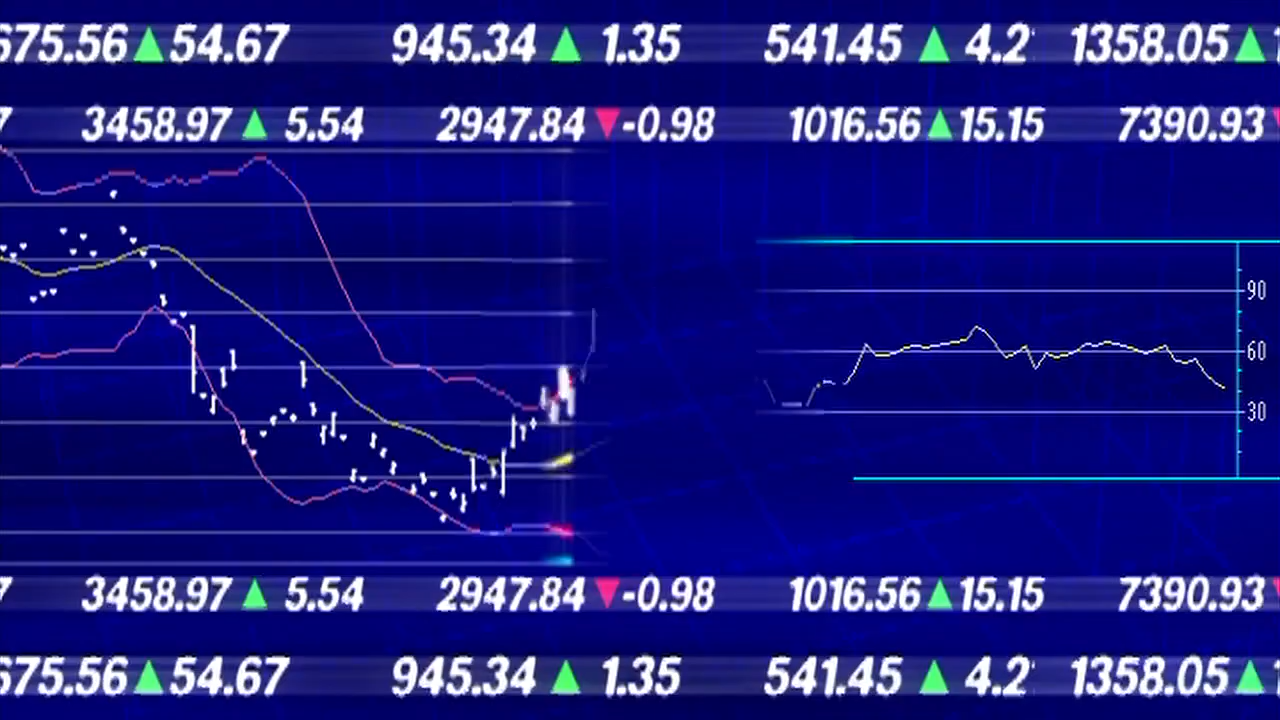 675.56 ▲ 54.67 945.34 ▲ 1.35 541.45 ▲ 4.2 1358.05 ▲
3458.97 ▲ 5.54 2947.84 ▼ -0.98 1016.56 ▲ 15.15 7390.93
90
60
30
3458.97 ▲ 5.54 2947.84 ▼ -0.98 1016.56 ▲ 15.15 7390.93
675.56 ▲ 54.67 945.34 ▲ 1.35 541.45 ▲ 4.2 1358.05 ▲